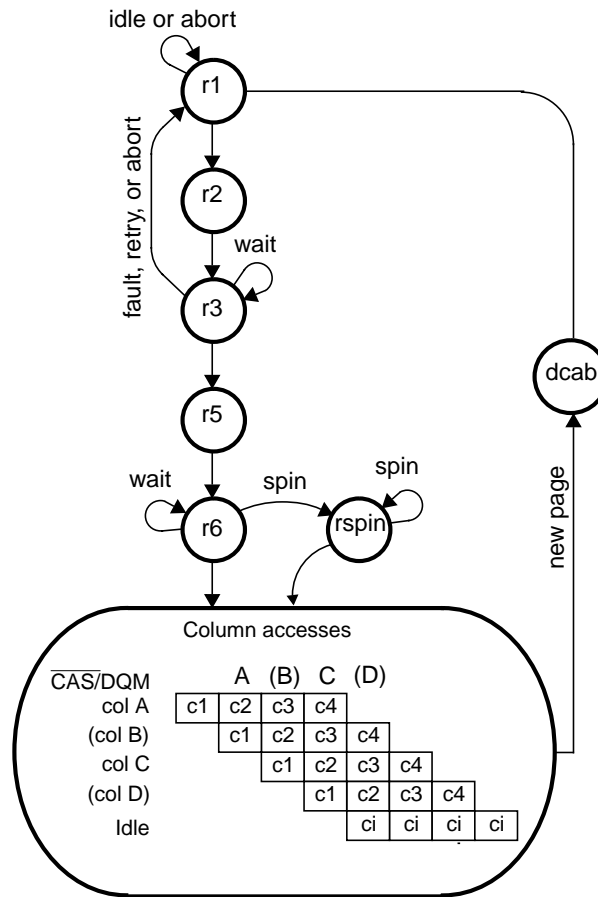 idle or abort
r1
fault, retry, or abort
r2
wait
r3
dcab
r5
wait
spin
spin
r6
rspin
new page
Column accesses
CAS/DQM A (B) C (D)
col A c1 c2 c3 c4
(col B) c1 c2 c3 c4
col C c1 c2 c3 c4
(col D) c1 c2 c3 c4
Idle ci ci ci ci